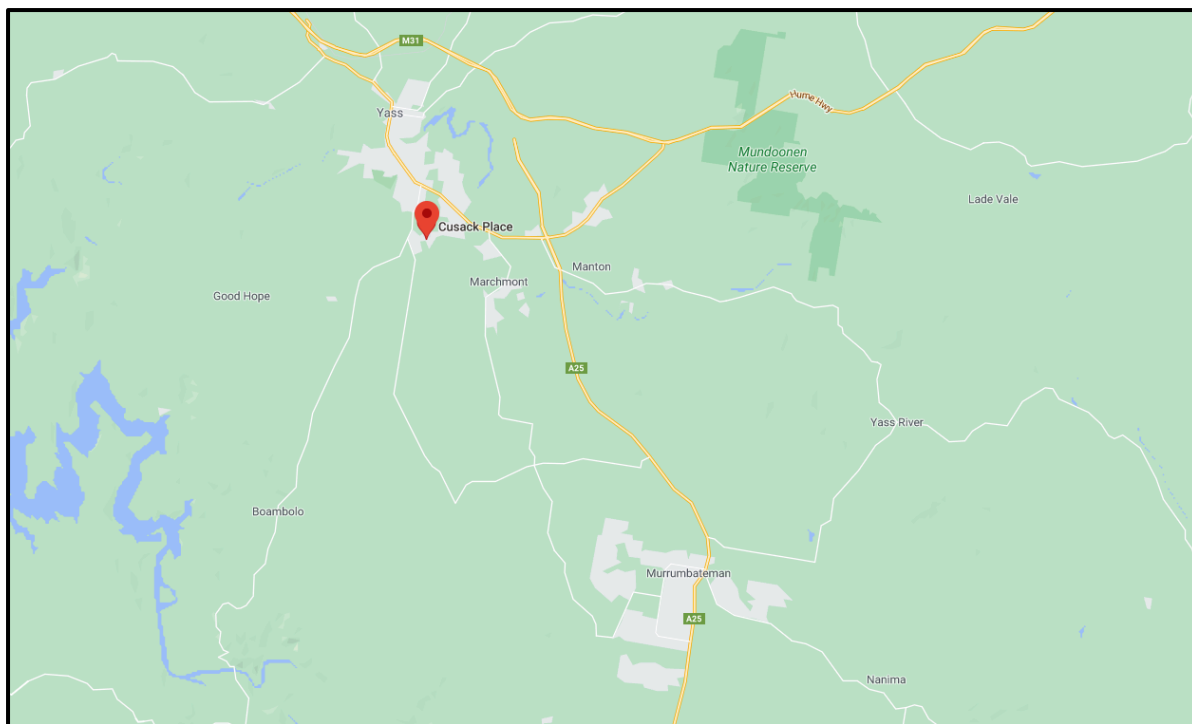 M31
Hume Hwy
Yass
Mundoonen
Nature Reserve
Lade Vale
Cusack Place
Manton
Marchmont
Good Hope
A25
Yass River
Boambolo
Murrumbateman
A25
Nanima